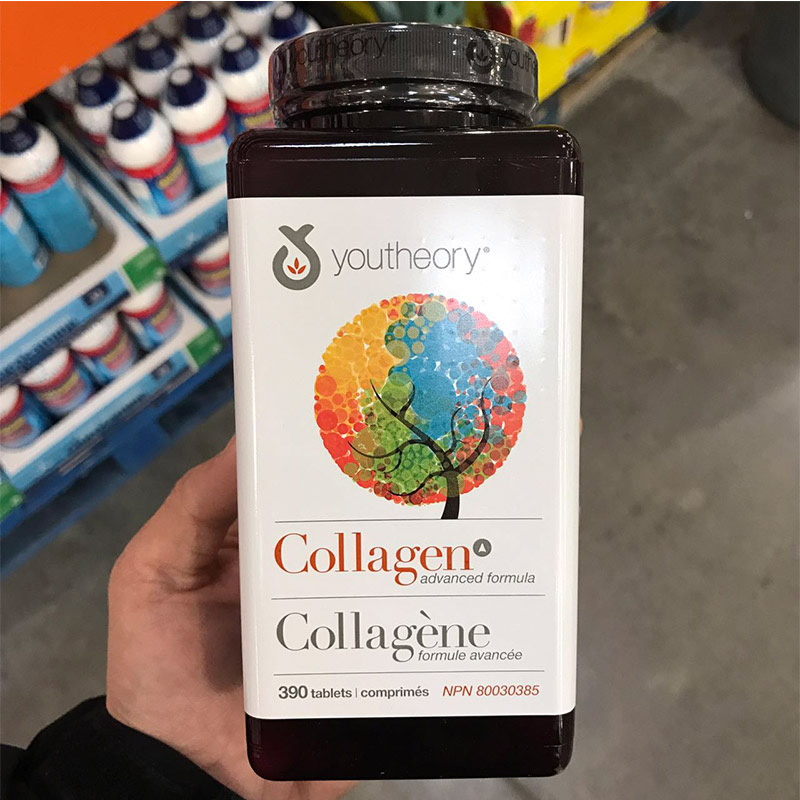 youtheory
youtheory®
Collagen
advanced formula
Collagène
formule avancée
390 tablets | comprimés NPN 80030385